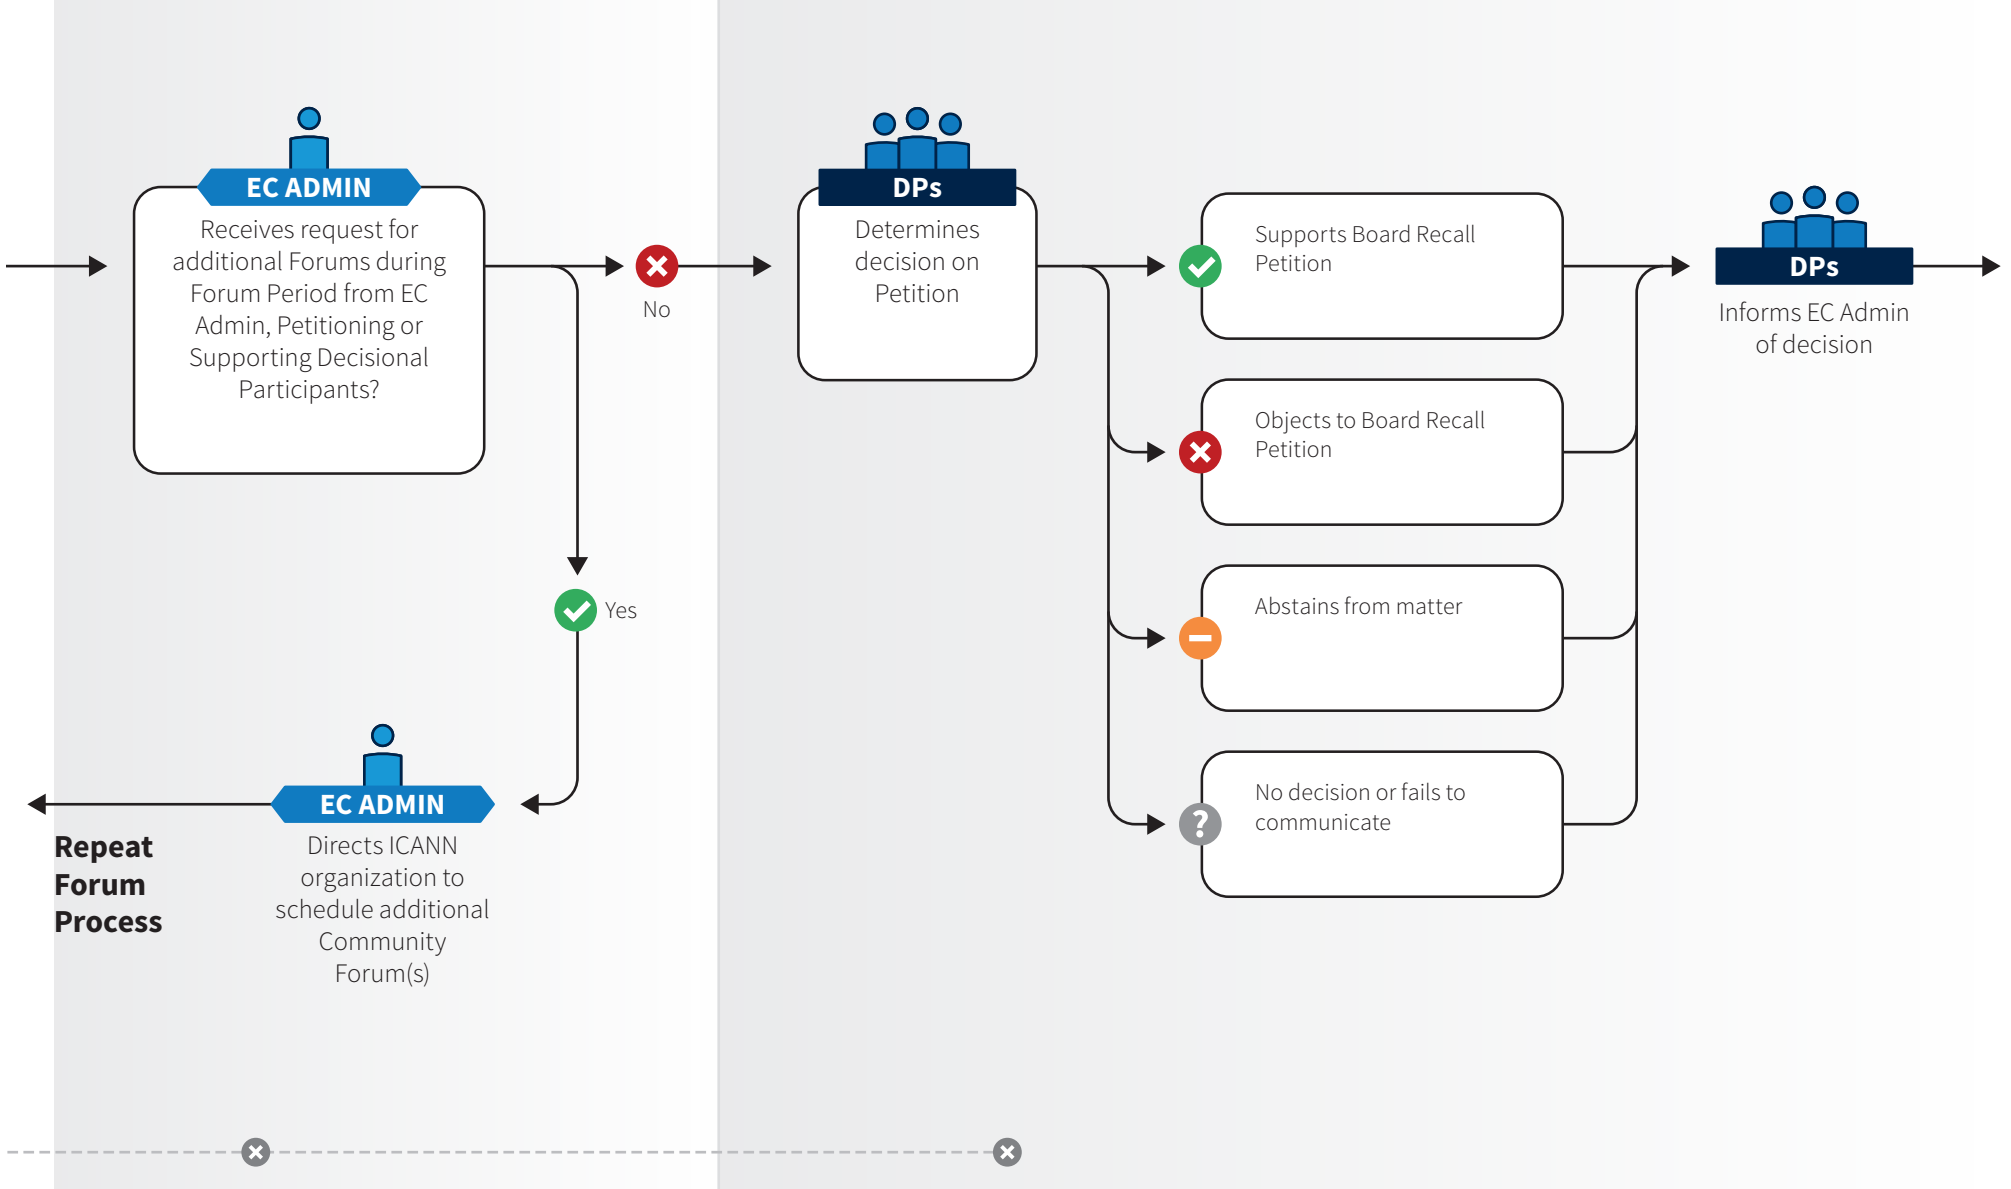 EC ADMIN
Receives request for
additional Forums during
Forum Period from EC
Admin, Petitioning or
Supporting Decisional
Participants?
No
Yes
EC ADMIN
Directs ICANN
organization to
schedule additional
Community
Forum(s)
Repeat
Forum
Process
DPs
Determines
decision on
Petition
Supports Board Recall
Petition
Objects to Board Recall
Petition
Abstains from matter
?
No decision or fails to
communicate
DPs
Informs EC Admin
of decision